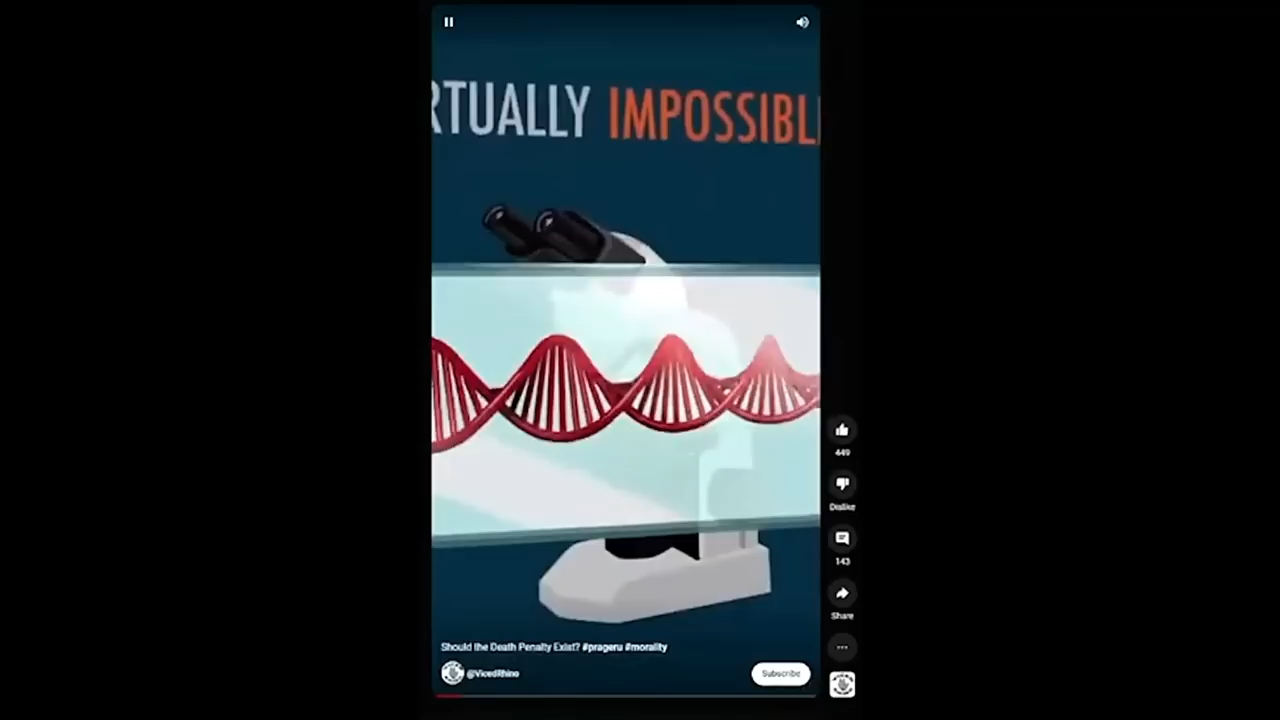 RTUALLY IMPOSSIBL
449
Dislike
143
Share
Should the Death Penalty Exist? #prageru #morality
@VicedRhino
Subscribe